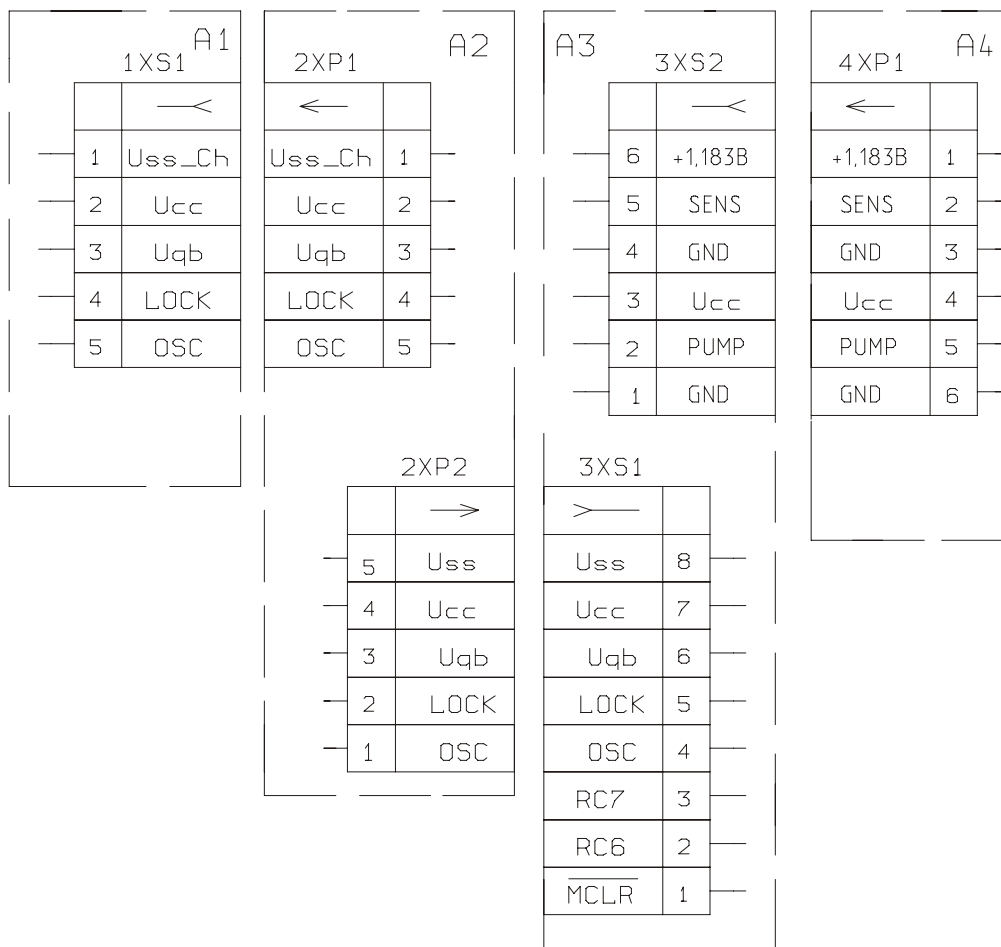 A1 A2 A3 A4
1XS1 2XP1 3XS2 4XP1
1 Uss_Ch Uss_Ch 1 6 +1,183B +1,183B 1
2 Ucc Ucc 2 5 SENS SENS 2
3 Uqb Uqb 3 4 GND GND 3
4 LOCK LOCK 4 3 Ucc Ucc 4
5 OSC OSC 5 2 PUMP PUMP 5
1 GND GND 6
2XP2 3XS1
5 Uss Uss 8
4 Ucc Ucc 7
3 Uqb Uqb 6
2 LOCK LOCK 5
1 OSC OSC 4
RC7 3
RC6 2
M̅C̅L̅R̅ 1